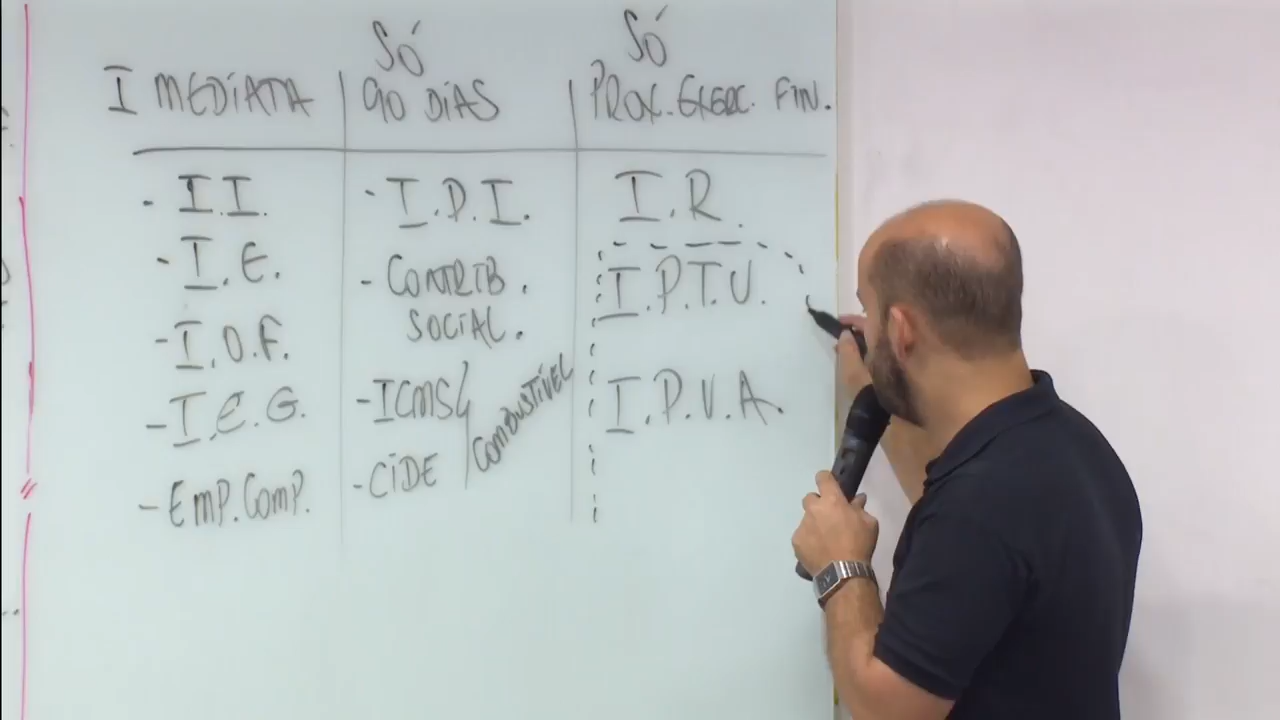 IMEDIATA
- I.I.
- I.E.
- I.O.F.
- I.E.G.
- EMP. COMP.
SÓ
90 DIAS
- I.P.I.
- CONTRIB.
SOCIAL.
- ICMS
- CIDE
COMBUSTÍVEL
SÓ
PROX. EXERC. FIN.
I.R.
I.P.T.U.
I.P.V.A.